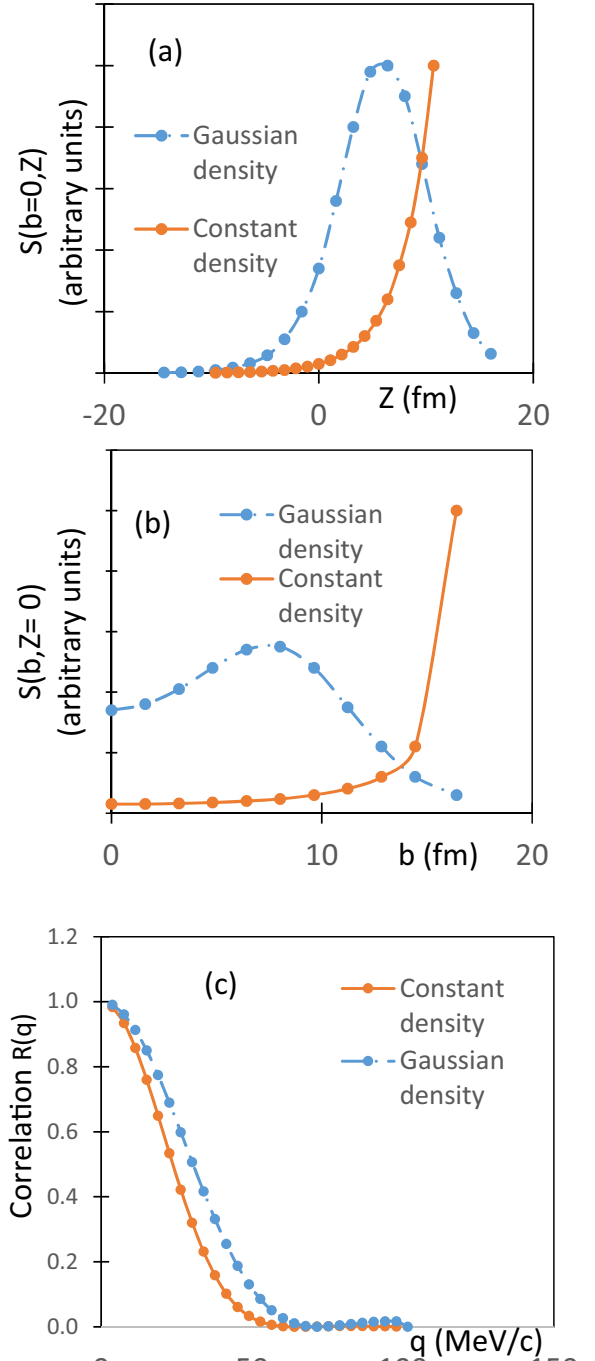 (a)
Gaussian
density
Constant
density
S(b=0,Z)
(arbitrary units)
-20
0
20
Z (fm)
(b)
Gaussian
density
Constant
density
S(b,Z= 0)
(arbitrary units)
0
10
20
b (fm)
(c)
Constant
density
Gaussian
density
Correlation R(q)
1.2
1.0
0.8
0.6
0.4
0.2
0.0
q (MeV/c)